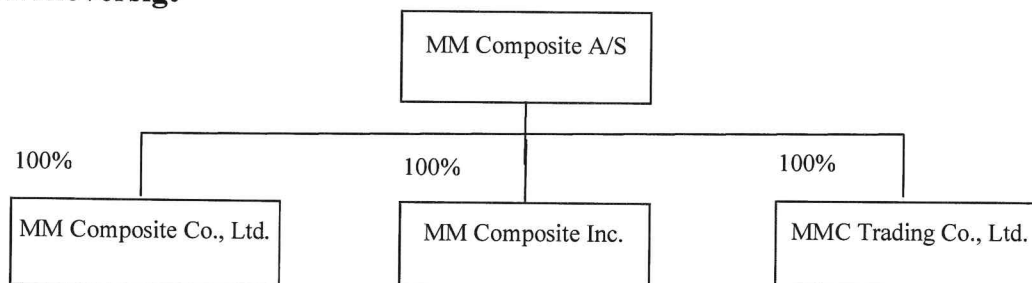 MM Composite A/S
100%
100%
100%
MM Composite Co., Ltd.
MM Composite Inc.
MMC Trading Co., Ltd.